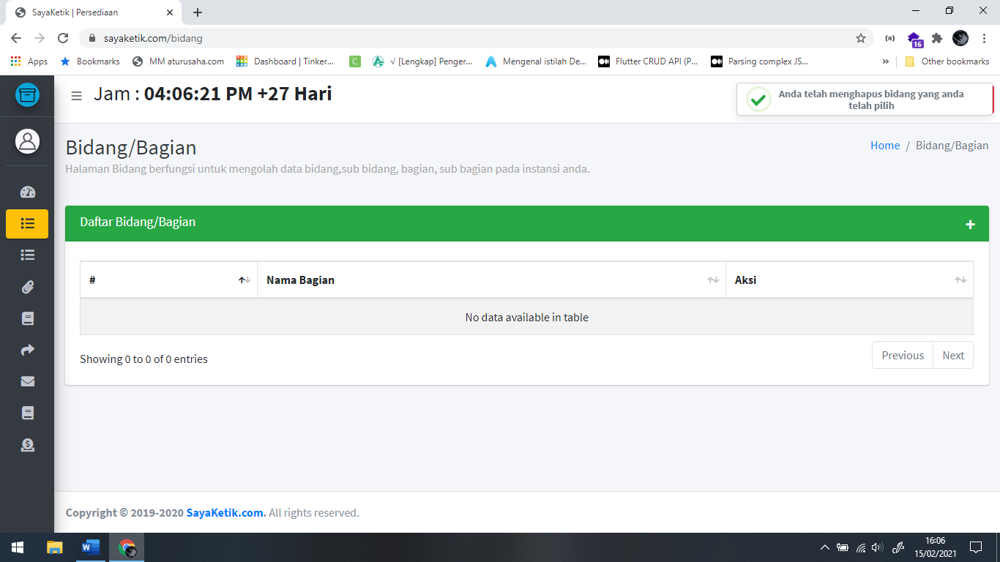 SayaKetik | Persediaan
sayaketik.com/bidang
16
Apps
Bookmarks
MM aturusaha.com
Dashboard | Tinker...
C
√ [Lengkap] Penger...
Mengenal istilah De...
Flutter CRUD API (P...
Parsing complex JS...
»
Other bookmarks
Jam : 04:06:21 PM +27 Hari
Anda telah menghapus bidang yang anda
telah pilih
Bidang/Bagian
Home / Bidang/Bagian
Halaman Bidang berfungsi untuk mengolah data bidang,sub bidang, bagian, sub bagian pada instansi anda.
Daftar Bidang/Bagian
+
#
Nama Bagian
Aksi
No data available in table
Showing 0 to 0 of 0 entries
Previous
Next
Copyright © 2019-2020 SayaKetik.com. All rights reserved.
16:06
15/02/2021